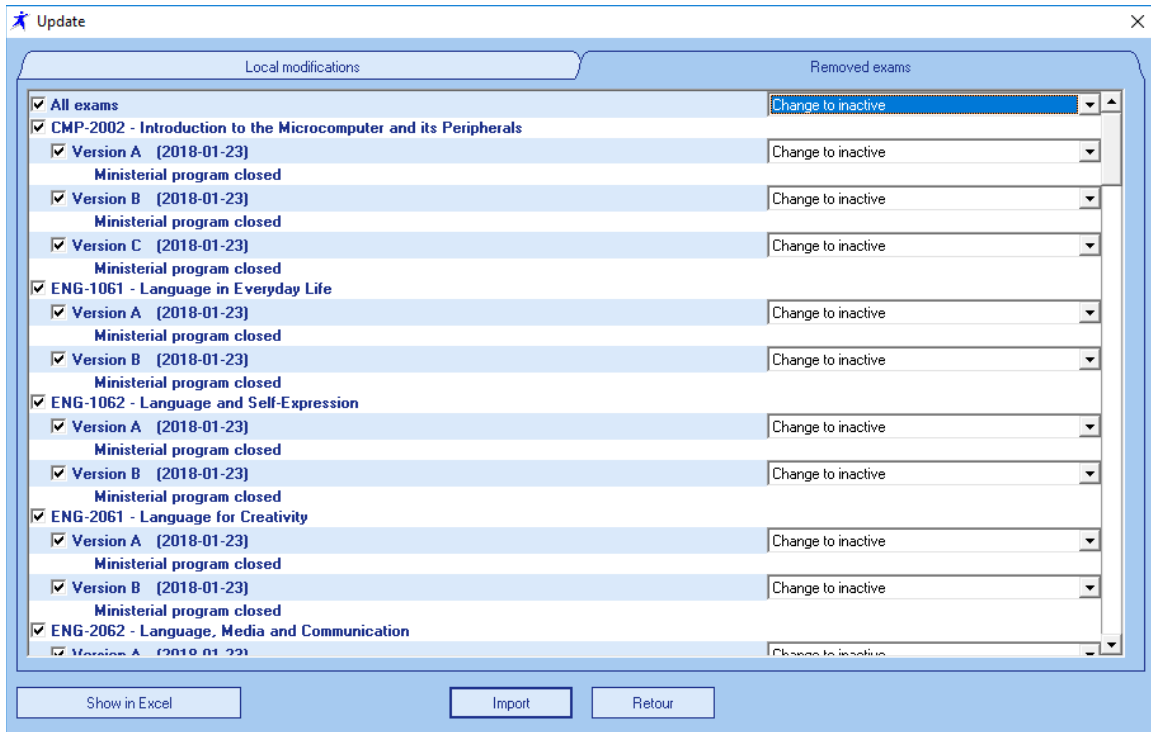 Update
Local modifications Removed exams
All exams Change to inactive
CMP-2002 - Introduction to the Microcomputer and its Peripherals
Version A (2018-01-23) Change to inactive
Ministerial program closed
Version B (2018-01-23) Change to inactive
Ministerial program closed
Version C (2018-01-23) Change to inactive
Ministerial program closed
ENG-1061 - Language in Everyday Life
Version A (2018-01-23) Change to inactive
Ministerial program closed
Version B (2018-01-23) Change to inactive
Ministerial program closed
ENG-1062 - Language and Self-Expression
Version A (2018-01-23) Change to inactive
Ministerial program closed
Version B (2018-01-23) Change to inactive
Ministerial program closed
ENG-2061 - Language for Creativity
Version A (2018-01-23) Change to inactive
Ministerial program closed
Version B (2018-01-23) Change to inactive
Ministerial program closed
ENG-2062 - Language, Media and Communication
Version A (2018-01-23) Change to inactive
Show in Excel Import Retour